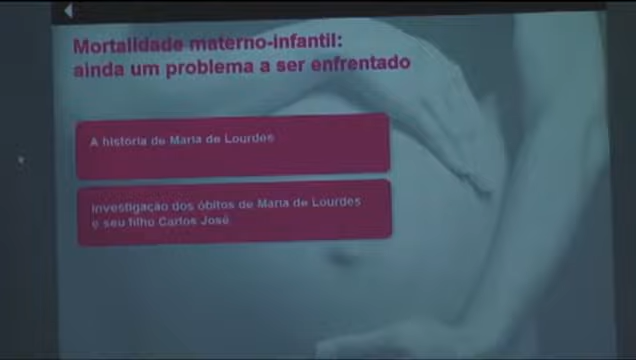 Mortalidade materno-infantil:
ainda um problema a ser enfrentado
A história de Maria de Lourdes
Investigação dos óbitos de Maria de Lourdes
e seu filho Carlos José